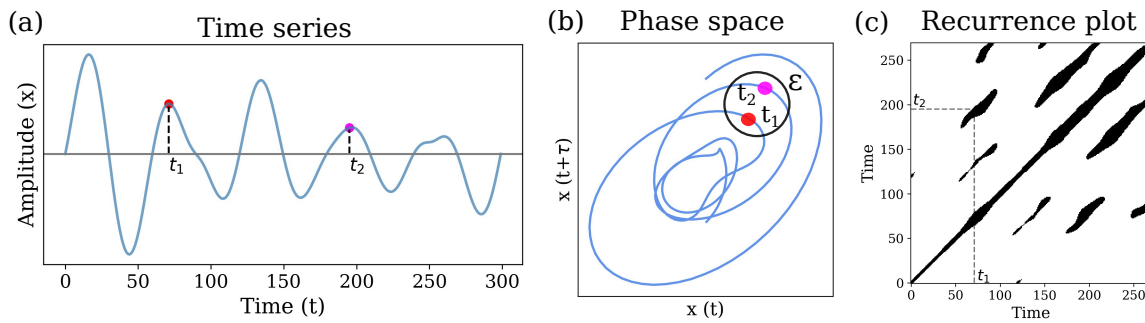 (a)
Time series
Amplitude (x)
t₁
t₂
0 50 100 150 200 250 300
Time (t)
(b)
Phase space
x (t+τ)
ε
t₂
t₁
x (t)
(c)
Recurrence plot
Time
250
200
150
100
50
0
t₂
t₁
0 50 100 150 200 250
Time